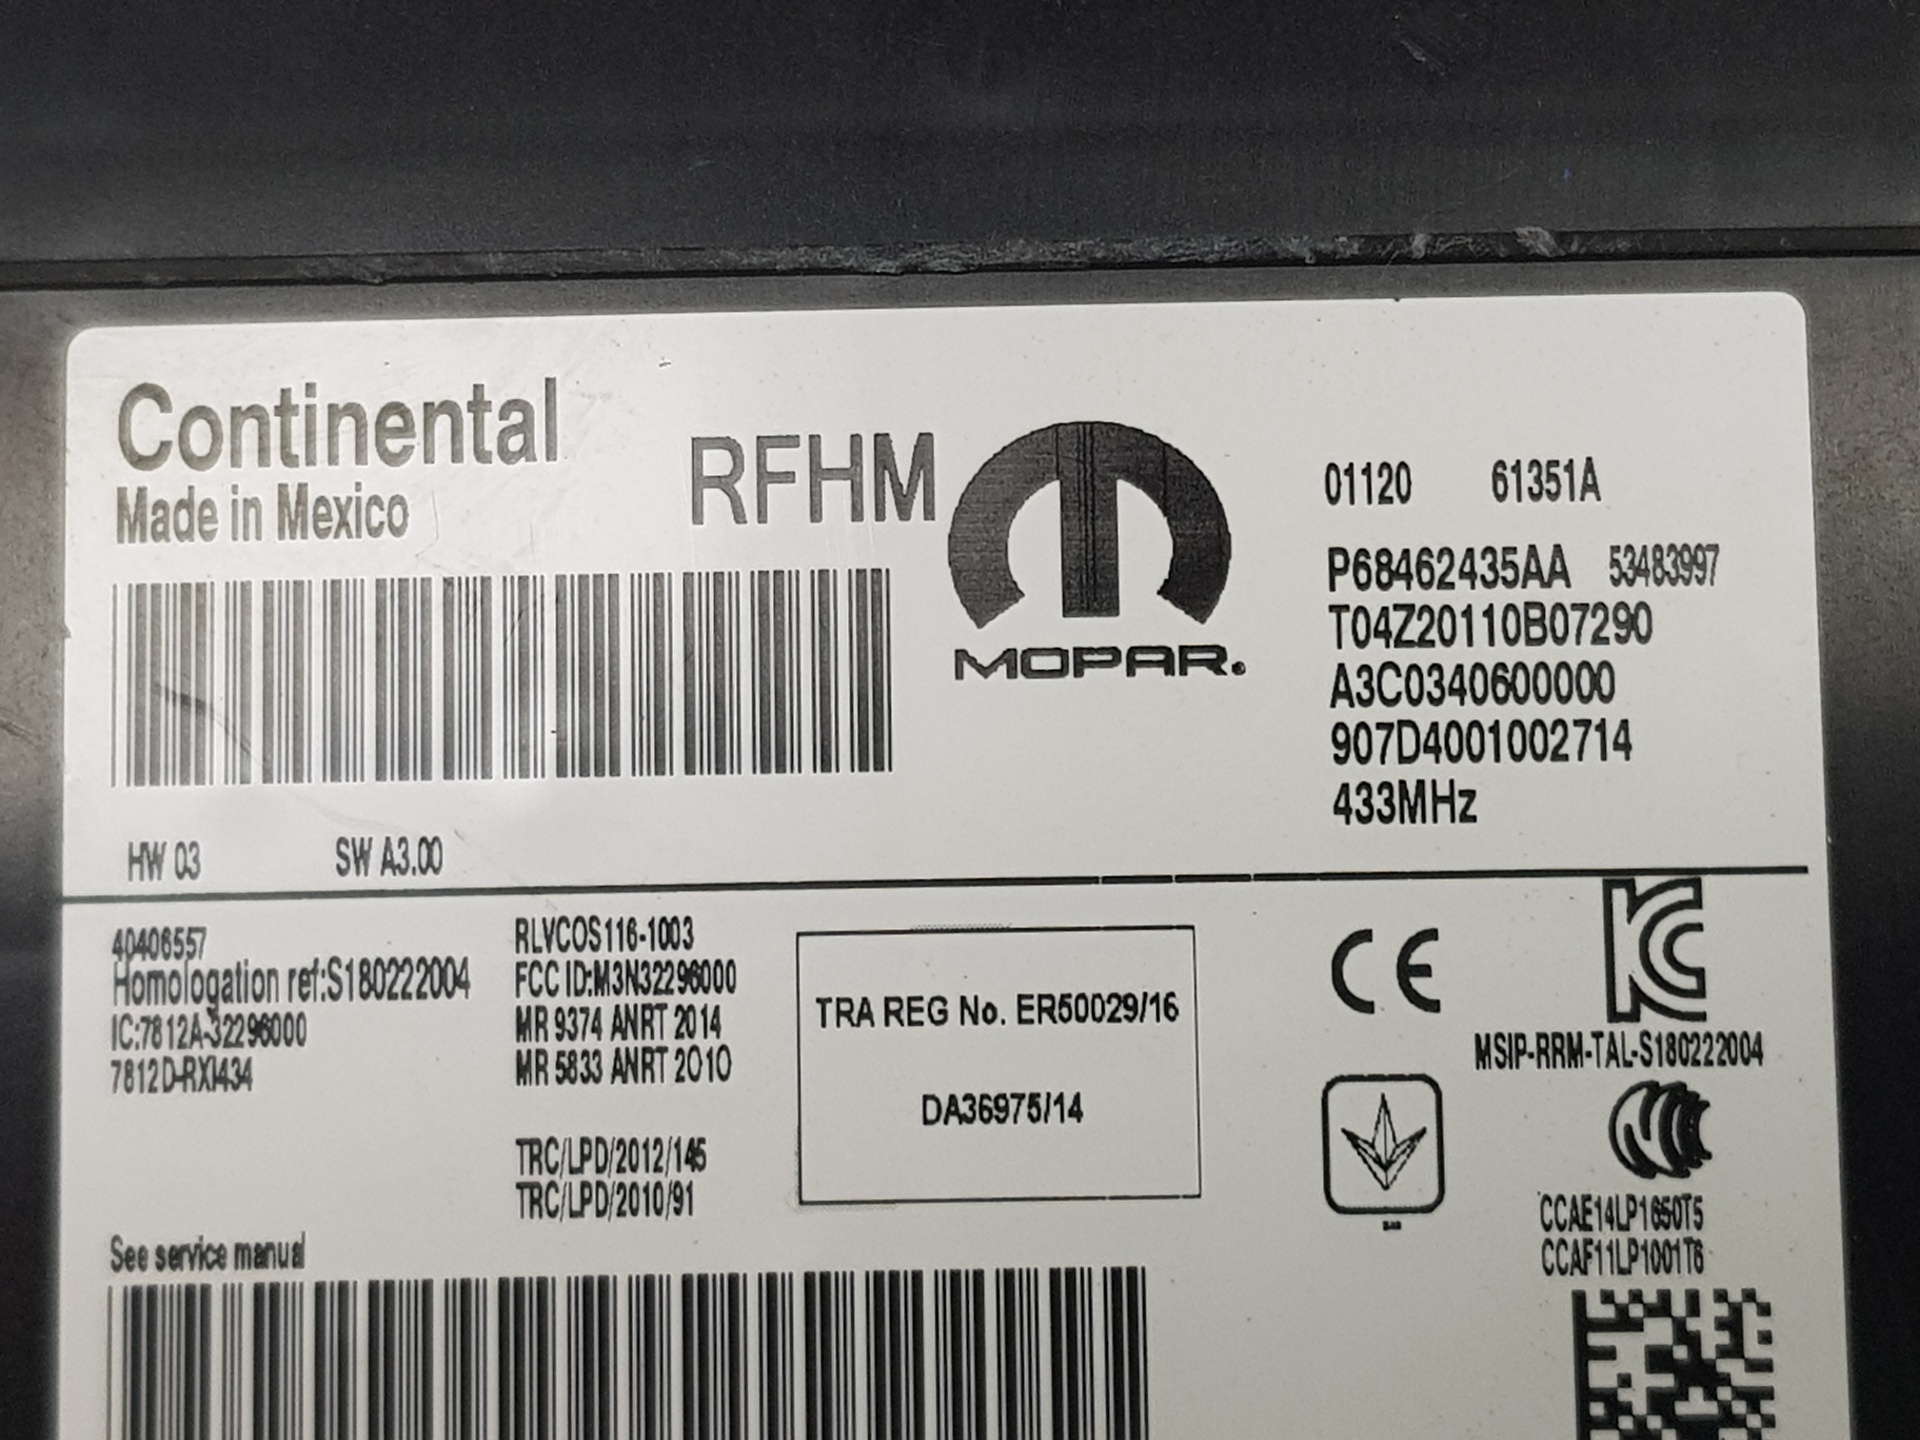 Continental
Made in Mexico
RFHM
MOPAR.
01120 61351A
P68462435AA 53483997
T04Z20110B07290
A3C0340600000
907D4001002714
433MHz
HW 03 SW A3.00
40406557
Homologation ref:S180222004
IC:7812A-32296000
7812D-RXI434
RLVCOS116-1003
FCC ID:M3N32296000
MR 9374 ANRT 2014
MR 5833 ANRT 2010
TRC/LPD/2012/145
TRC/LPD/2010/91
TRA REG No. ER50029/16
DA36975/14
CE
MSIP-RRM-TAL-S180222004
CCAE14LP1650T5
CCAF11LP1001T6
See service manual